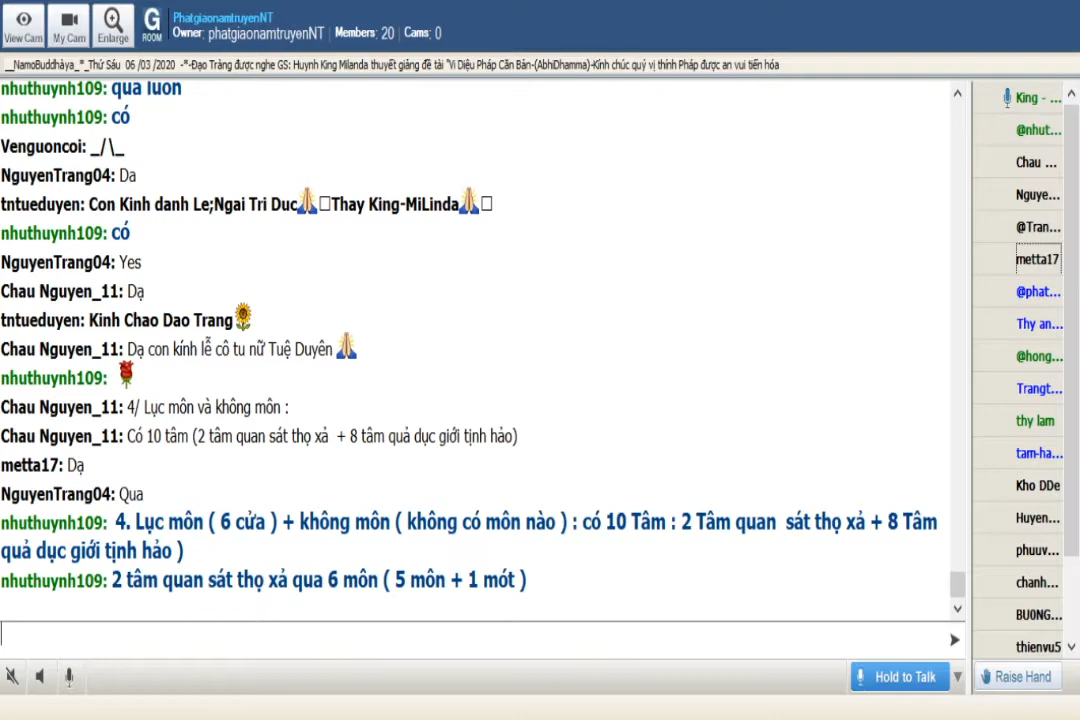 PhatgiaonamtruyenNT
View Cam
My Cam
Enlarge
G
ROOM
Owner: phatgiaonamtruyenNT | Members: 20 | Cams: 0
__NamoBuddhàya_*_Thứ Sáu 06 /03 /2020 -*-Đạo Tràng được nghe GS: Huynh King Milanda thuyết giảng đề tài "Vi Diệu Pháp Căn Bản-(AbhiDhamma)-Kính chúc quý vị thính Pháp được an vui tiến hóa
nhuthuynh109: qua luon
nhuthuynh109: có
Venguoncoi: _/\_
NguyenTrang04: Da
tntueduyen: Con Kinh danh Le;Ngai Tri Duc🙏Thay King-MiLinda🙏
nhuthuynh109: có
NguyenTrang04: Yes
Chau Nguyen_11: Dạ
tntueduyen: Kinh Chao Dao Trang🌻
Chau Nguyen_11: Dạ con kính lễ cô tu nữ Tuệ Duyên 🙏
nhuthuynh109: 🌹
Chau Nguyen_11: 4/ Lục môn và không môn :
Chau Nguyen_11: Có 10 tâm (2 tâm quan sát thọ xả + 8 tâm quả dục giới tịnh hảo)
metta17: Dạ
NguyenTrang04: Qua
nhuthuynh109: 4. Lục môn ( 6 cửa ) + không môn ( không có môn nào ) : có 10 Tâm : 2 Tâm quan sát thọ xả + 8 Tâm
quả dục giới tịnh hảo )
nhuthuynh109: 2 tâm quan sát thọ xả qua 6 môn ( 5 môn + 1 mót )
King - ...
@nhut...
Chau ...
Nguye...
@Tran...
metta17
@phat...
Thy an...
@hong...
Trangt...
thy lam
tam-ha...
Kho DDe
Huyen...
phuuv...
chanh...
BU0NG...
thienvu5
Hold to Talk
Raise Hand